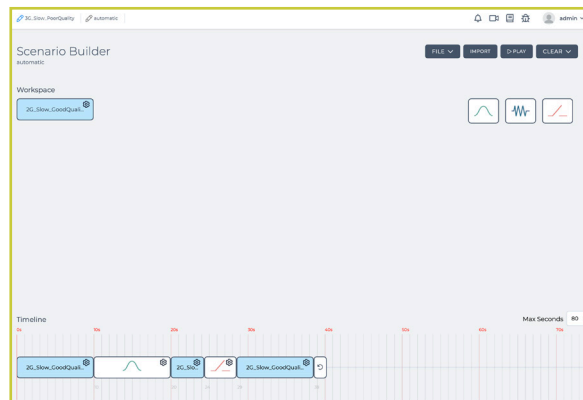 2G_Slow_PoorQuality automatic admin
Scenario Builder
automatic
FILE IMPORT D-PLAY CLEAR
Workspace
2G_Slow_GoodQuali...
Timeline Max Seconds 80
0s 10s 20s 30s 40s 50s 60s 70s
2G_Slow_GoodQuali... 2G_Slo... 2G_Slow_GoodQuali...